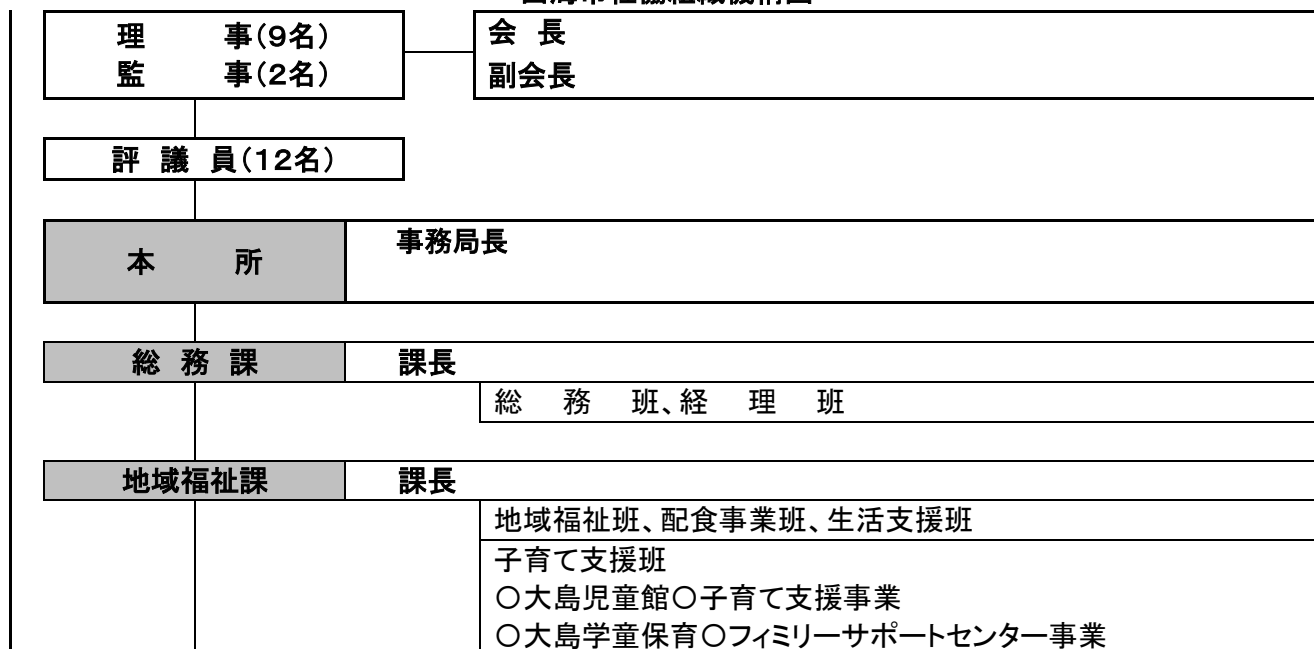 理　事（9名）　会　長
監　事（2名）　副会長
評　議　員（12名）
本　所　事務局長
総　務　課　課長
総　務　班、経　理　班
地域福祉課　課長
地域福祉班、配食事業班、生活支援班
子育て支援班
○大島児童館○子育て支援事業
○大島学童保育○フィミリーサポートセンター事業